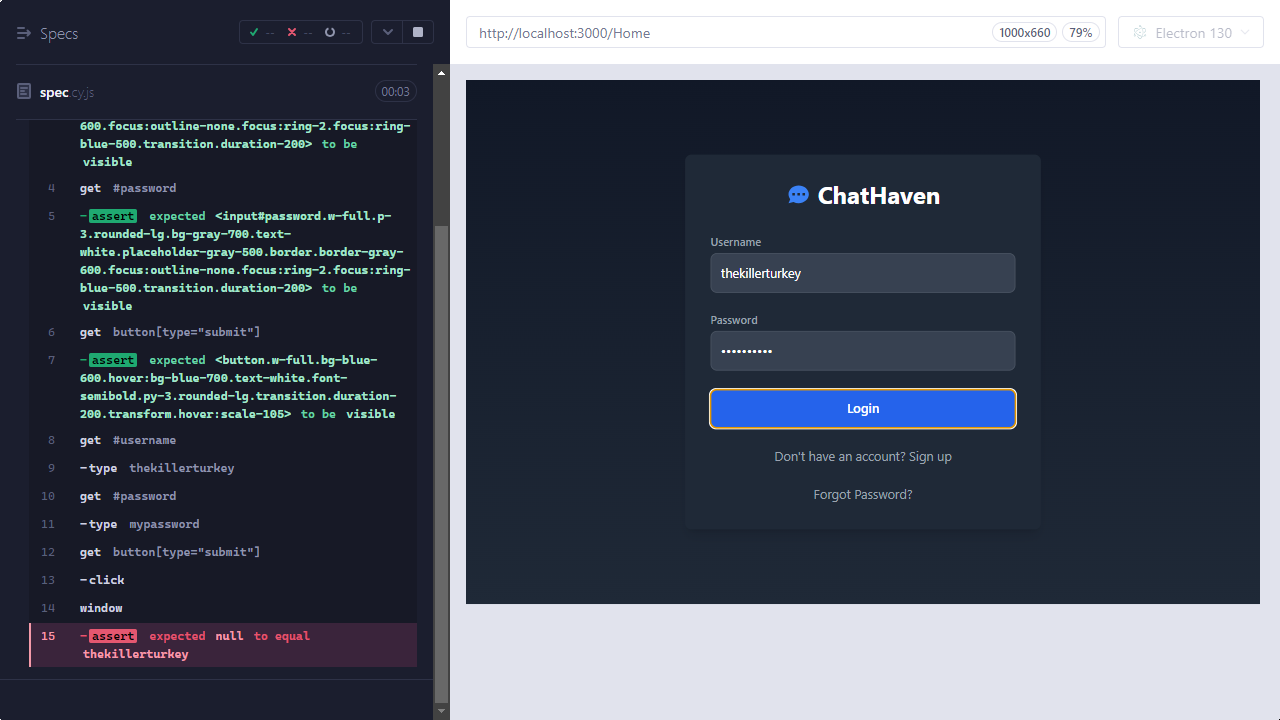 Specs
-- -- --
spec.cy.js
00:03
600.focus:outline-none.focus:ring-2.focus:ring-
blue-500.transition.duration-200> to be
visible
4 get #password
5 -assert expected <input#password.w-full.p-
3.rounded-lg.bg-gray-700.text-
white.placeholder-gray-500.border.border-gray-
600.focus:outline-none.focus:ring-2.focus:ring-
blue-500.transition.duration-200> to be
visible
6 get button[type="submit"]
7 -assert expected <button.w-full.bg-blue-
600.hover:bg-blue-700.text-white.font-
semibold.py-3.rounded-lg.transition.duration-
200.transform.hover:scale-105> to be visible
8 get #username
9 -type thekillerturkey
10 get #password
11 -type mypassword
12 get button[type="submit"]
13 -click
14 window
15 -assert expected null to equal
thekillerturkey
http://localhost:3000/Home
1000x660
79%
Electron 130
ChatHaven
Username
thekillerturkey
Password
••••••••••
Login
Don't have an account? Sign up
Forgot Password?